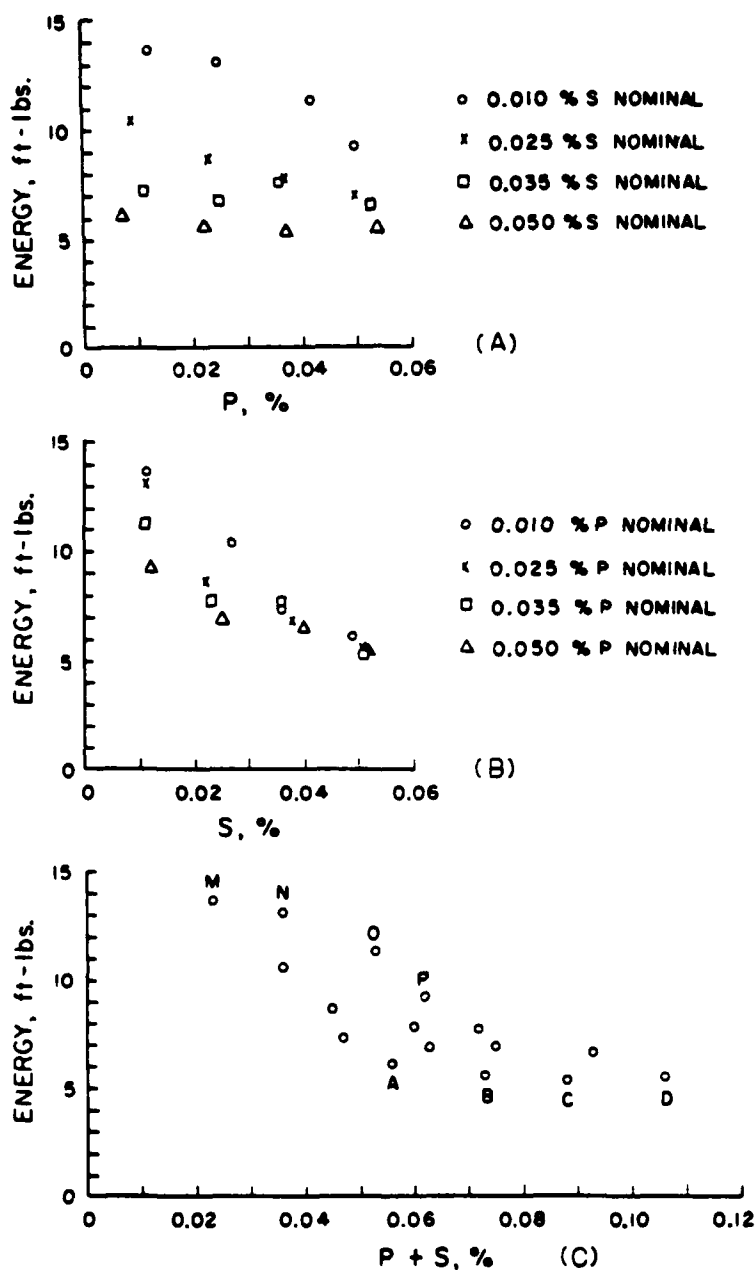 15
10
5
0
ENERGY, ft-lbs.
0 0.02 0.04 0.06
P, %
(A)
o 0.010 % S NOMINAL
x 0.025 % S NOMINAL
□ 0.035 % S NOMINAL
△ 0.050 % S NOMINAL
15
10
5
0
ENERGY, ft-lbs.
0 0.02 0.04 0.06
S, %
(B)
o 0.010 % P NOMINAL
x 0.025 % P NOMINAL
□ 0.035 % P NOMINAL
△ 0.050 % P NOMINAL
15
10
5
0
ENERGY, ft-lbs.
M
N
O
P
A
B
C
D
0 0.02 0.04 0.06 0.08 0.10 0.12
P + S, % (C)